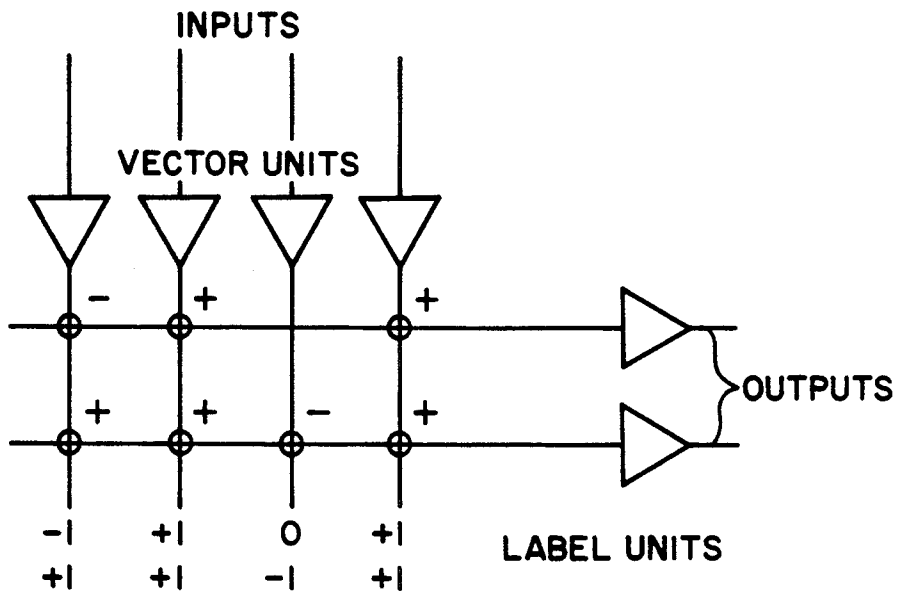 INPUTS
VECTOR UNITS
- + +
OUTPUTS
+ + - +
-1 +1 0 +1
LABEL UNITS
+1 +1 -1 +1